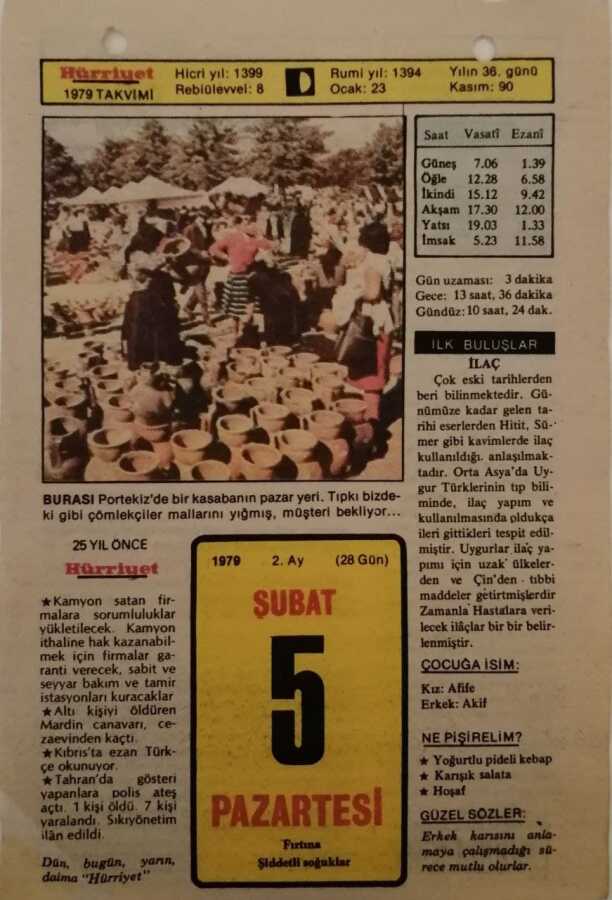 Hürriyet
1979 TAKVİMİ
Hicri yıl: 1399
Rebiülevvel: 8
Rumi yıl: 1394
Ocak: 23
Yılın 36. günü
Kasım: 90
Saat Vasatî Ezanî
Güneş 7.06 1.39
Öğle 12.28 6.58
İkindi 15.12 9.42
Akşam 17.30 12.00
Yatsı 19.03 1.33
İmsak 5.23 11.58
Gün uzaması: 3 dakika
Gece: 13 saat, 36 dakika
Gündüz: 10 saat, 24 dak.
İLK BULUŞLAR
İLAÇ
Çok eski tarihlerden
beri bilinmektedir. Gü-
nümüze kadar gelen ta-
rihi eserlerden Hitit, Sü-
mer gibi kavimlerde ilaç
kullanıldığı. anlaşılmak-
tadır. Orta Asya'da Uy-
gur Türklerinin tıp bili-
minde, ilaç yapım ve
kullanılmasında oldukça
ileri gittikleri tespit edil-
miştir. Uygurlar ilaç ya-
pımı için uzak ülkeler-
den ve Çin'den tıbbi
maddeler getirtmişlerdir
Zamanla Hastalara veri-
lecek ilâçlar bir bir belir-
lenmiştir.
ÇOCUĞA İSİM:
Kız: Afife
Erkek: Akif
NE PİŞİRELİM?
★ Yoğurtlu pideli kebap
★ Karışık salata
★ Hoşaf
GÜZEL SÖZLER:
Erkek karısını anla-
maya çalışmadığı sü-
rece mutlu olurlar.
BURASI Portekiz'de bir kasabanın pazar yeri. Tıpkı bizde-
ki gibi çömlekçiler mallarını yığmış, müşteri bekliyor...
25 YIL ÖNCE
Hürriyet
★Kamyon satan fir-
malara sorumluluklar
yükletilecek. Kamyon
ithaline hak kazanabil-
mek için firmalar ga-
ranti verecek, sabit ve
seyyar bakım ve tamir
istasyonları kuracaklar
★Altı kişiyi öldüren
Mardin canavarı, ce-
zaevinden kaçtı.
★Kıbrıs'ta ezan Türk-
çe okunuyor.
★Tahran'da gösteri
yapanlara polis ateş
açtı. 1 kişi öldü. 7 kişi
yaralandı. Sıkıyönetim
ilân edildi.
Dün, bugün, yarın,
daima "Hürriyet"
1979 2. Ay (28 Gün)
ŞUBAT
5
PAZARTESİ
Fırtına
Şiddetli soğuklar